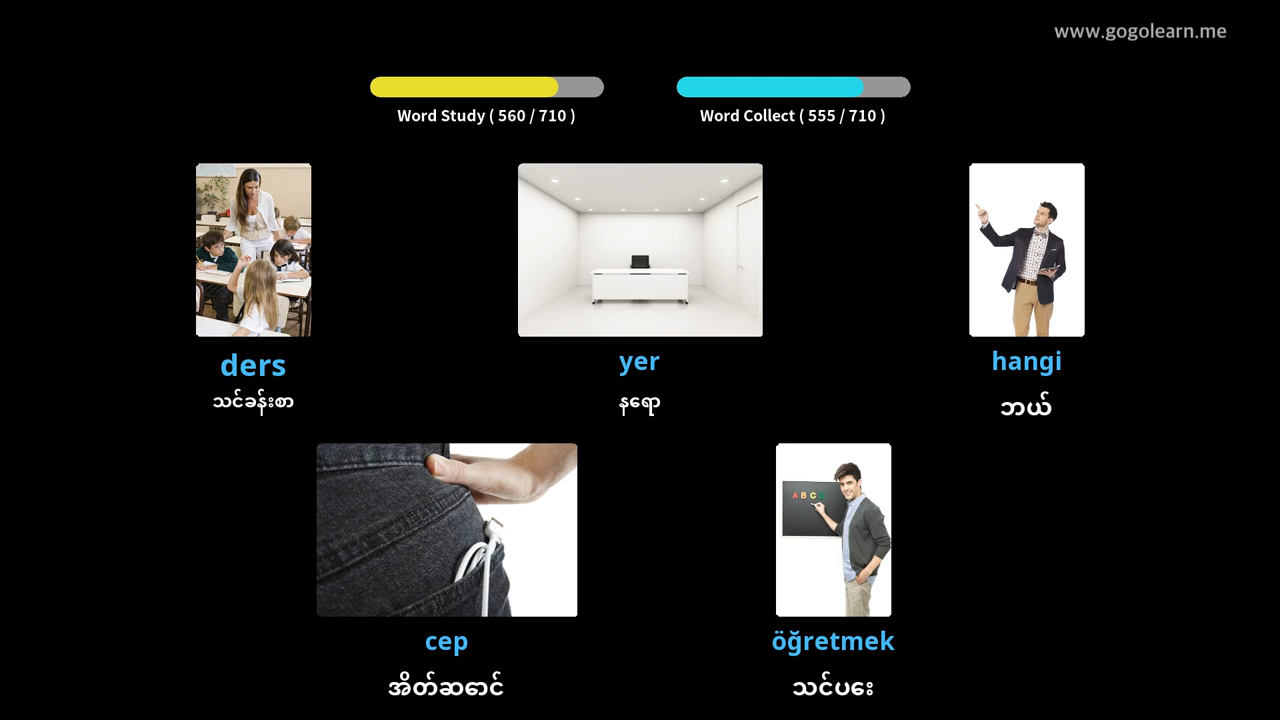 www.gogolearn.me
Word Study ( 560 / 710 )
Word Collect ( 555 / 710 )
ders
သင်ခန်းစာ
yer
နေရာ
hangi
ဘယ်
cep
အိတ်ဆောင်
öğretmek
သင်ပေး